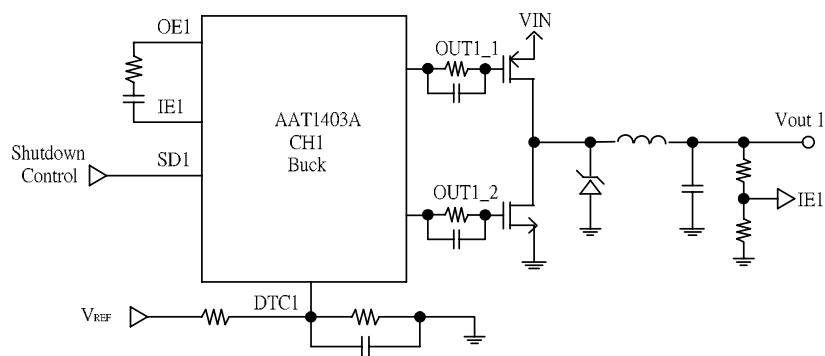 OE1
IE1
Shutdown
Control
SD1
AAT1403A
CH1
Buck
OUT1_1
VIN
Vout 1
OUT1_2
IE1
VREF
DTC1